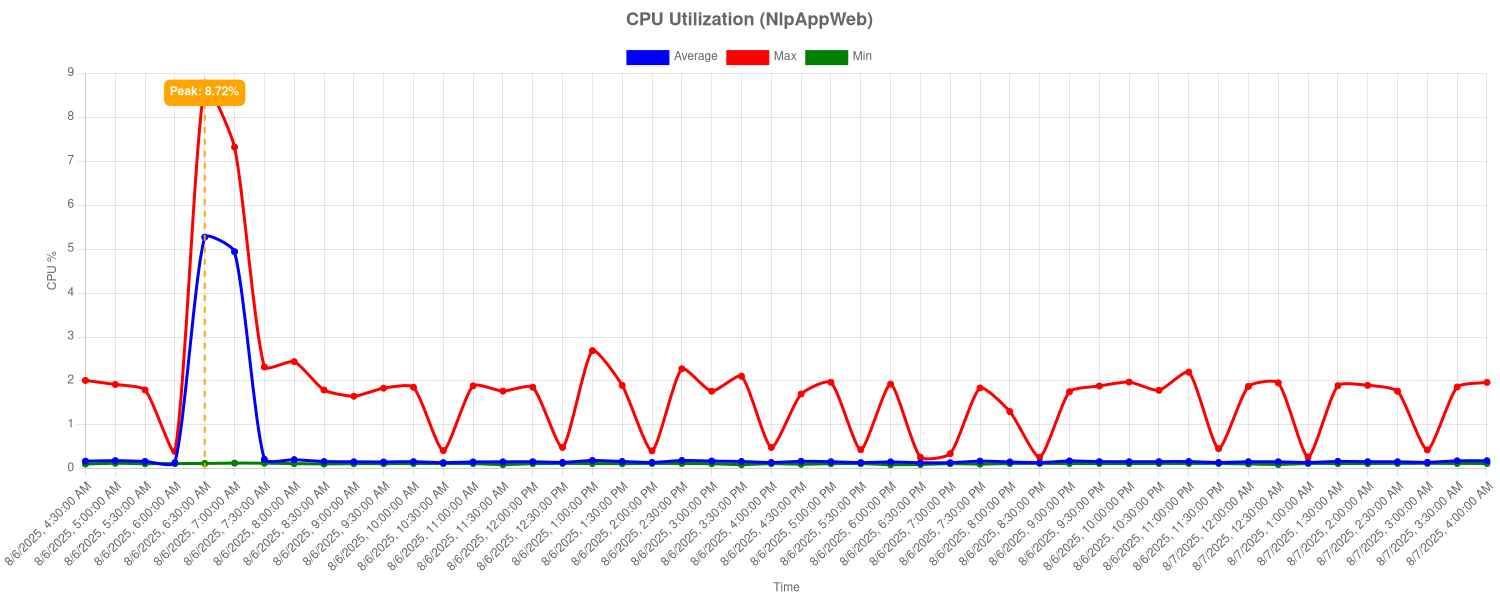 CPU Utilization (NlpAppWeb)
Average Max Min
Peak: 8.72%
9
8
7
6
5
4
3
2
1
0
CPU %
8/6/2025, 4:30:00 AM
8/6/2025, 5:00:00 AM
8/6/2025, 5:30:00 AM
8/6/2025, 6:00:00 AM
8/6/2025, 6:30:00 AM
8/6/2025, 7:00:00 AM
8/6/2025, 7:30:00 AM
8/6/2025, 8:00:00 AM
8/6/2025, 8:30:00 AM
8/6/2025, 9:00:00 AM
8/6/2025, 9:30:00 AM
8/6/2025, 10:00:00 AM
8/6/2025, 10:30:00 AM
8/6/2025, 11:00:00 AM
8/6/2025, 11:30:00 AM
8/6/2025, 12:00:00 PM
8/6/2025, 12:30:00 PM
8/6/2025, 1:00:00 PM
8/6/2025, 1:30:00 PM
8/6/2025, 2:00:00 PM
8/6/2025, 2:30:00 PM
8/6/2025, 3:00:00 PM
8/6/2025, 3:30:00 PM
8/6/2025, 4:00:00 PM
8/6/2025, 4:30:00 PM
8/6/2025, 5:00:00 PM
8/6/2025, 5:30:00 PM
8/6/2025, 6:00:00 PM
8/6/2025, 6:30:00 PM
8/6/2025, 7:00:00 PM
8/6/2025, 7:30:00 PM
8/6/2025, 8:00:00 PM
8/6/2025, 8:30:00 PM
8/6/2025, 9:00:00 PM
8/6/2025, 9:30:00 PM
8/6/2025, 10:00:00 PM
8/6/2025, 10:30:00 PM
8/6/2025, 11:00:00 PM
8/6/2025, 11:30:00 PM
8/7/2025, 12:00:00 AM
8/7/2025, 12:30:00 AM
8/7/2025, 1:00:00 AM
8/7/2025, 1:30:00 AM
8/7/2025, 2:00:00 AM
8/7/2025, 2:30:00 AM
8/7/2025, 3:00:00 AM
8/7/2025, 3:30:00 AM
8/7/2025, 4:00:00 AM
Time